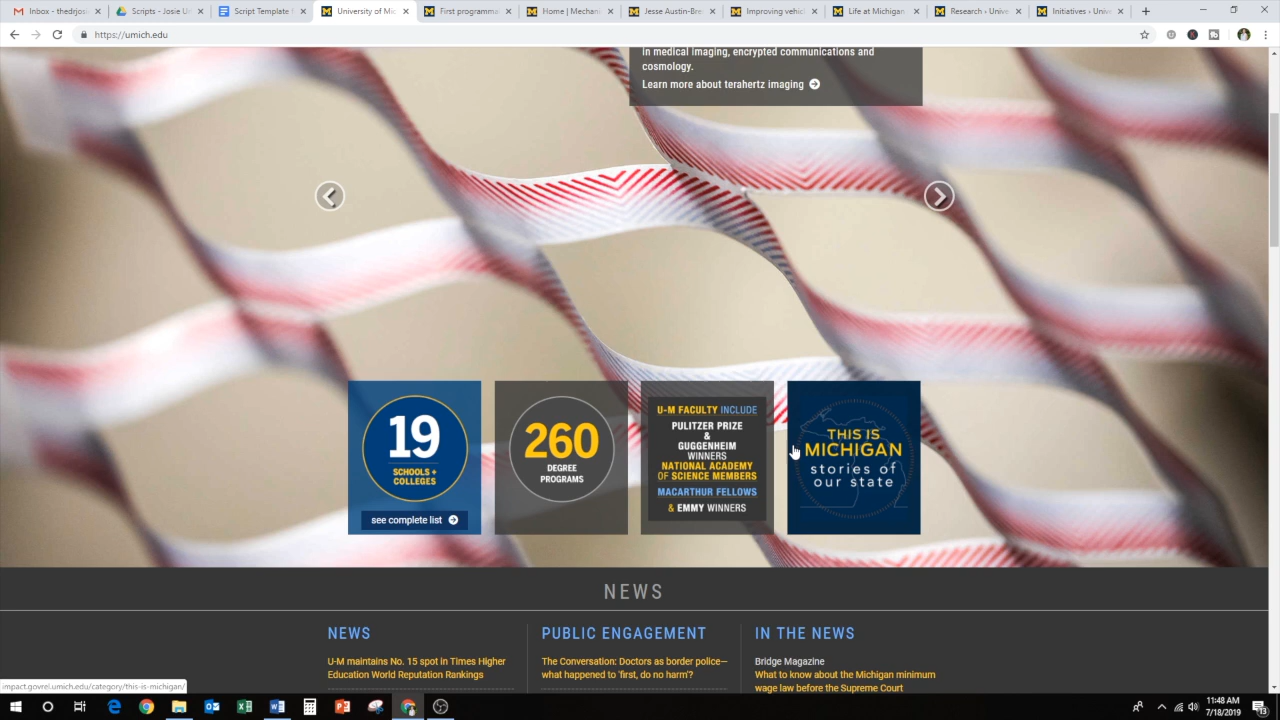 Inbox - thedrjosi
Scripts - Josie U
Script Template
University of Mic
First programma
Home | Mechani
Jesse Austin-Bre
Improving vehic
Life at Michigan
Research › Unive
Initiatives › Unive
https://umich.edu
in medical imaging, encrypted communications and
cosmology.
Learn more about terahertz imaging
19
SCHOOLS +
COLLEGES
see complete list
260
DEGREE
PROGRAMS
U-M FACULTY INCLUDE
PULITZER PRIZE
&
GUGGENHEIM
WINNERS
NATIONAL ACADEMY
OF SCIENCE MEMBERS
MACARTHUR FELLOWS
& EMMY WINNERS
THIS IS
MICHIGAN
stories of
our state
NEWS
NEWS
U-M maintains No. 15 spot in Times Higher
Education World Reputation Rankings
PUBLIC ENGAGEMENT
The Conversation: Doctors as border police—
what happened to 'first, do no harm'?
IN THE NEWS
Bridge Magazine
What to know about the Michigan minimum
wage law before the Supreme Court
impact.govrel.umich.edu/category/this-is-michigan/
11:48 AM
7/18/2019
13